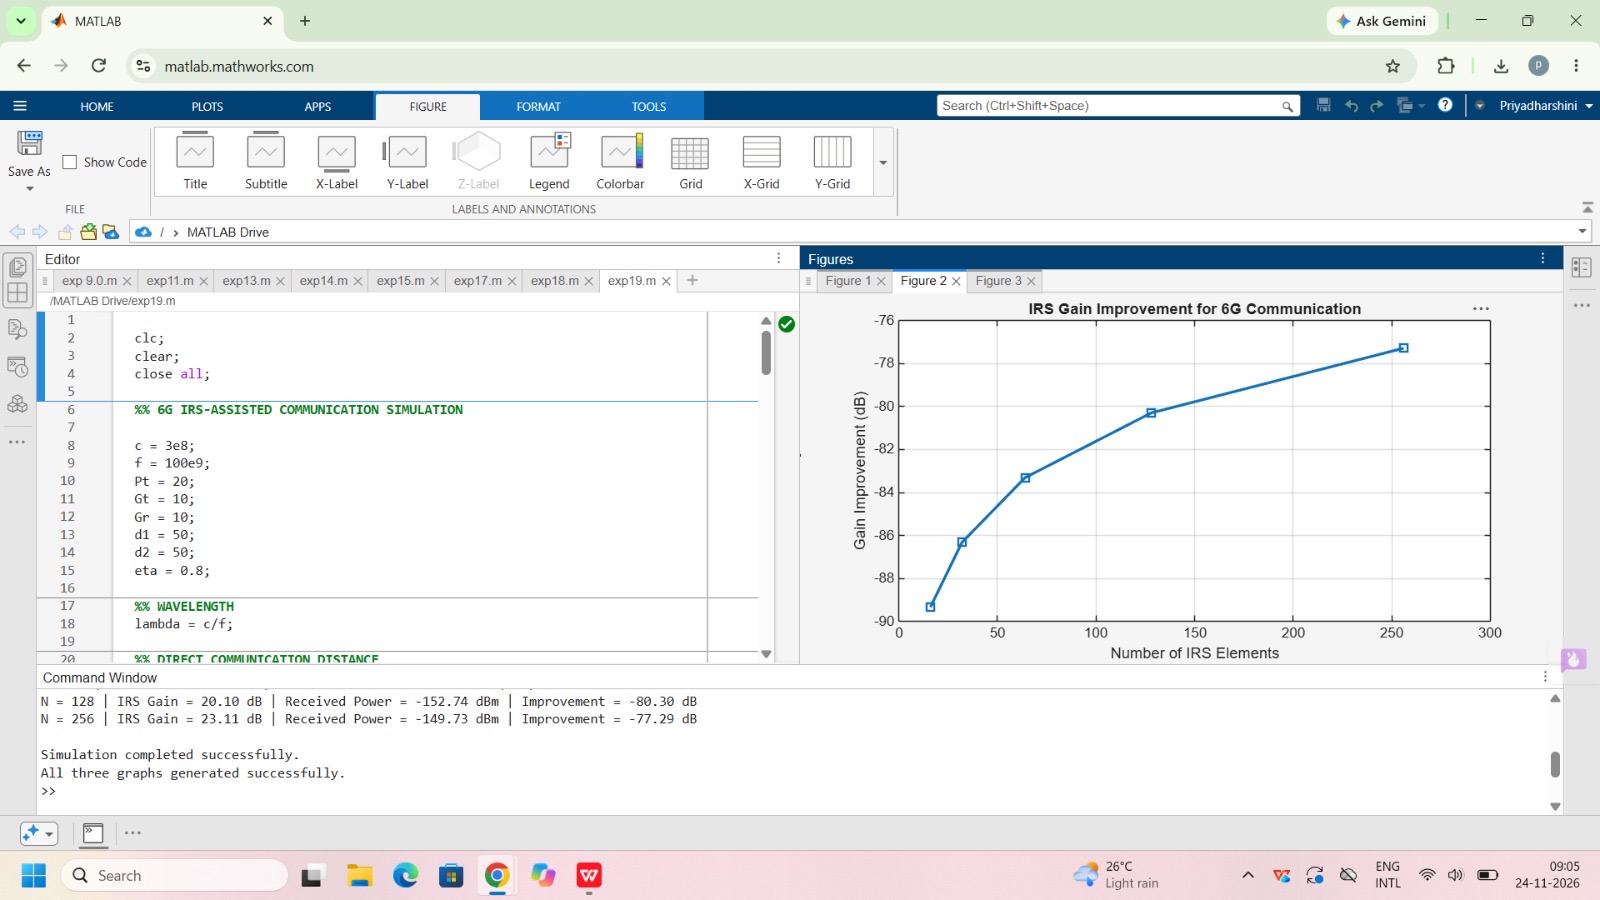 MATLAB
Ask Gemini
matlab.mathworks.com
P
HOME PLOTS APPS FIGURE FORMAT TOOLS
Search (Ctrl+Shift+Space)
Priyadharshini
Save As
Show Code
Title Subtitle X-Label Y-Label Z-Label Legend Colorbar Grid X-Grid Y-Grid
FILE
LABELS AND ANNOTATIONS
/ › MATLAB Drive
Editor
exp 9.0.m exp11.m exp13.m exp14.m exp15.m exp17.m exp18.m exp19.m
/MATLAB Drive/exp19.m
1
2 clc;
3 clear;
4 close all;
5
6 %% 6G IRS-ASSISTED COMMUNICATION SIMULATION
7
8 c = 3e8;
9 f = 100e9;
10 Pt = 20;
11 Gt = 10;
12 Gr = 10;
13 d1 = 50;
14 d2 = 50;
15 eta = 0.8;
16
17 %% WAVELENGTH
18 lambda = c/f;
19
20 %% DIRECT COMMUNICATION DISTANCE
Figures
Figure 1 Figure 2 Figure 3
IRS Gain Improvement for 6G Communication
Gain Improvement (dB)
-76
-78
-80
-82
-84
-86
-88
-90
0 50 100 150 200 250 300
Number of IRS Elements
Command Window
N = 128 | IRS Gain = 20.10 dB | Received Power = -152.74 dBm | Improvement = -80.30 dB
N = 256 | IRS Gain = 23.11 dB | Received Power = -149.73 dBm | Improvement = -77.29 dB
Simulation completed successfully.
All three graphs generated successfully.
>>
Search
26°C
Light rain
ENG
INTL
09:05
24-11-2026